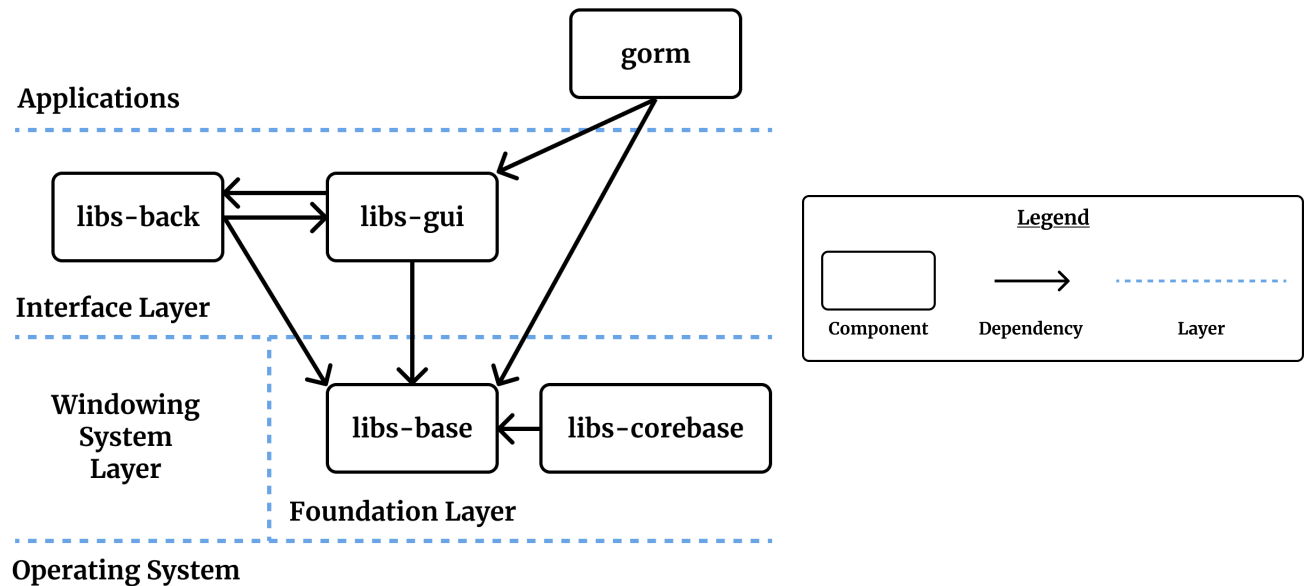 gorm
Applications
libs-back
libs-gui
Interface Layer
Windowing
System
Layer
libs-base
libs-corebase
Foundation Layer
Operating System
Legend
Component
Dependency
Layer